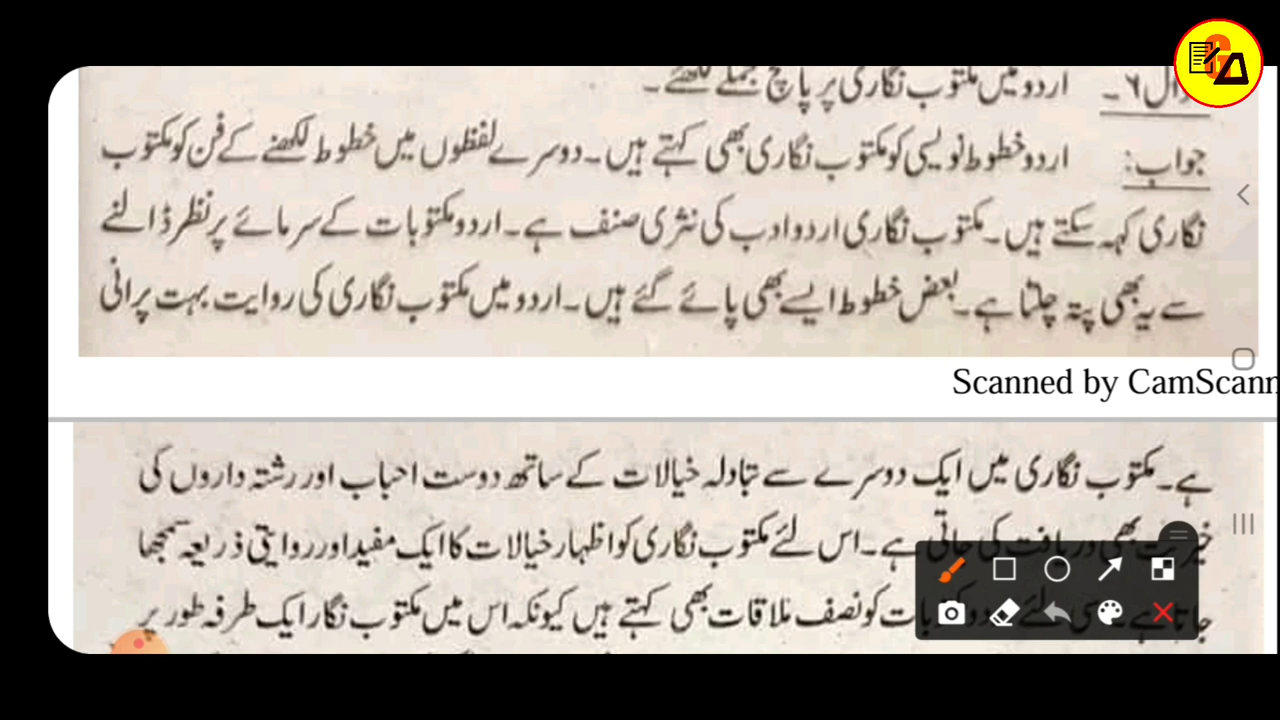 وال ۶۔ اردو میں مکتوب نگاری پر پانچ جملے لکھئے۔
جواب: اردو خطوط نویسی کو مکتوب نگاری بھی کہتے ہیں۔ دوسرے لفظوں میں خطوط لکھنے کے فن کو مکتوب
نگاری کہہ سکتے ہیں۔ مکتوب نگاری اردو ادب کی نثری صنف ہے۔ اردو مکتوبات کے سرمائے پر نظر ڈالنے
سے یہ بھی پتہ چلتا ہے۔ بعض خطوط ایسے بھی پائے گئے ہیں۔ اردو میں مکتوب نگاری کی روایت بہت پرانی
Scanned by CamScann
ہے۔ مکتوب نگاری میں ایک دوسرے سے تبادلہ خیالات کے ساتھ دوست احباب اور رشتہ داروں کی
بھی دریافت کی جاتی ہے۔ اس لئے مکتوب نگاری کو اظہار خیالات کا ایک مفید اور روایتی ذریعہ سمجھا
جاتا ہے کو نصف ملاقات بھی کہتے ہیں کیونکہ اس میں مکتوب نگار ایک طرفہ طور پر